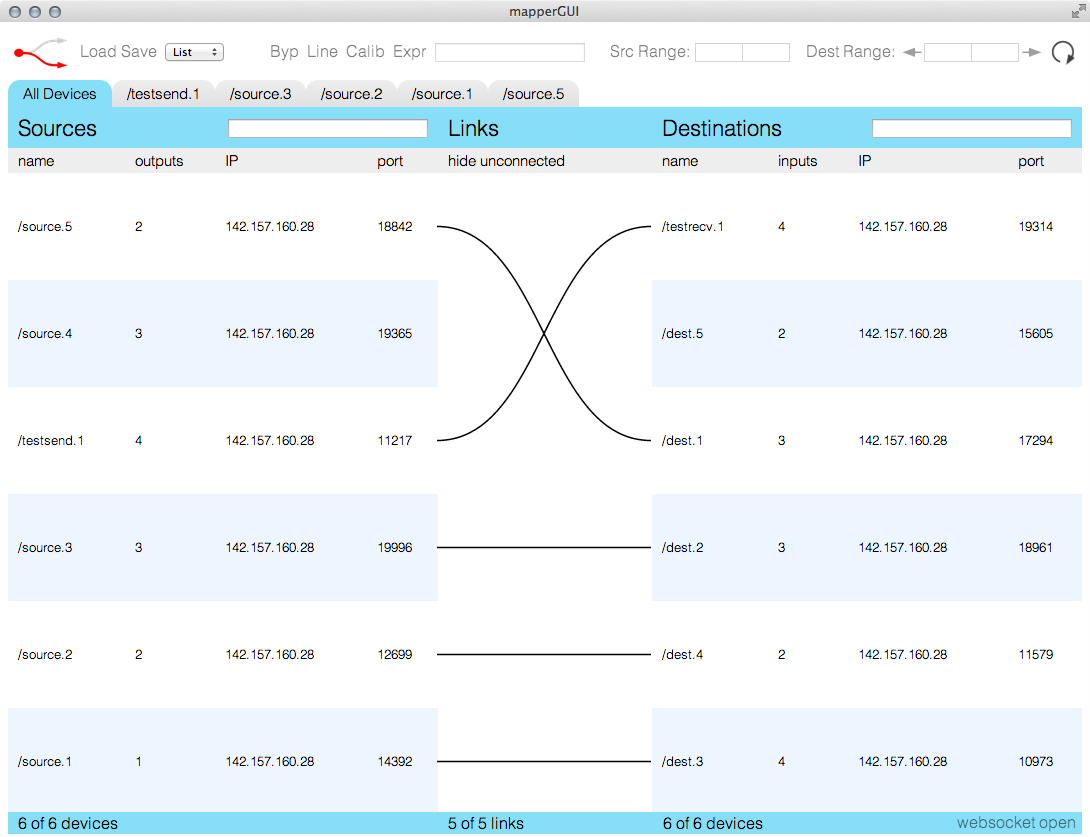 mapperGUI
Load Save List Byp Line Calib Expr Src Range: Dest Range:
All Devices /testsend.1 /source.3 /source.2 /source.1 /source.5
Sources Links Destinations
name outputs IP port hide unconnected name inputs IP port
/source.5 2 142.157.160.28 18842 /testrecv.1 4 142.157.160.28 19314
/source.4 3 142.157.160.28 19365 /dest.5 2 142.157.160.28 15605
/testsend.1 4 142.157.160.28 11217 /dest.1 3 142.157.160.28 17294
/source.3 3 142.157.160.28 19996 /dest.2 3 142.157.160.28 18961
/source.2 2 142.157.160.28 12699 /dest.4 2 142.157.160.28 11579
/source.1 1 142.157.160.28 14392 /dest.3 4 142.157.160.28 10973
6 of 6 devices 5 of 5 links 6 of 6 devices websocket open